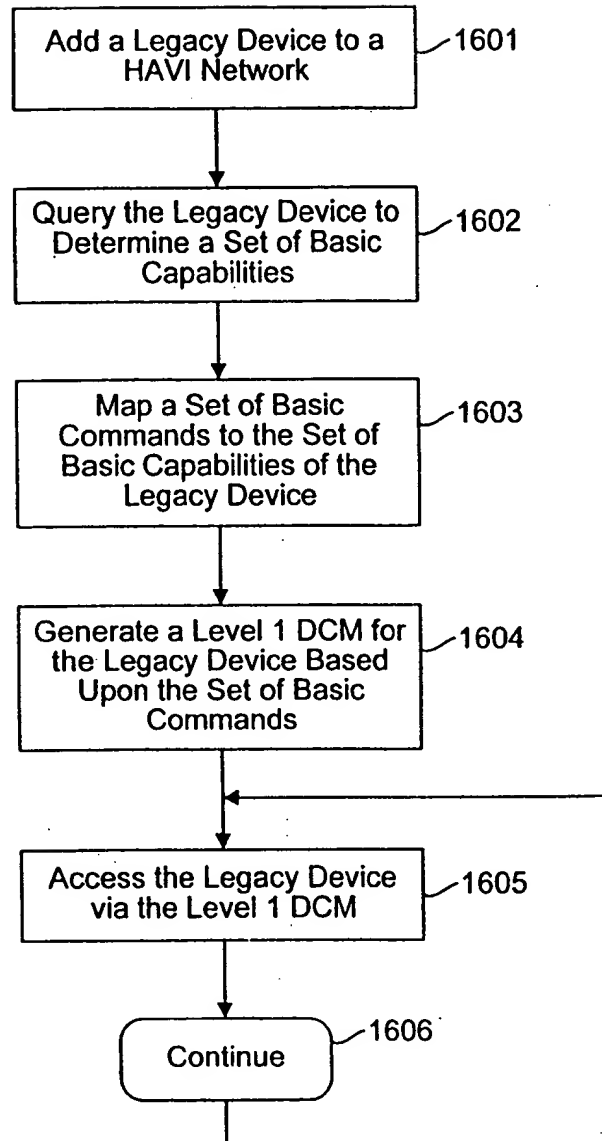 Add a Legacy Device to a
HAVI Network
1601
Query the Legacy Device to
Determine a Set of Basic
Capabilities
1602
Map a Set of Basic
Commands to the Set of
Basic Capabilities of the
Legacy Device
1603
Generate a Level 1 DCM for
the Legacy Device Based
Upon the Set of Basic
Commands
1604
Access the Legacy Device
via the Level 1 DCM
1605
Continue
1606